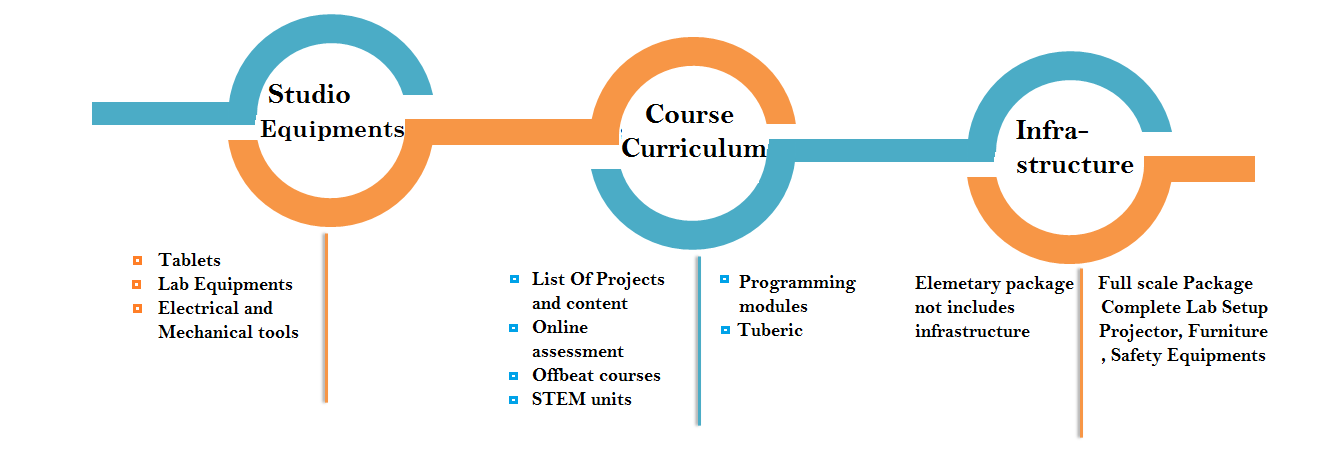 Studio
Equipments
Course
Curriculum
Infra-
structure
Tablets
Lab Equipments
Electrical and
Mechanical tools
List Of Projects
and content
Online
assessment
Offbeat courses
STEM units
Programming
modules
Tuberic
Elemetary package
not includes
infrastructure
Full scale Package
Complete Lab Setup
Projector, Furniture
, Safety Equipments